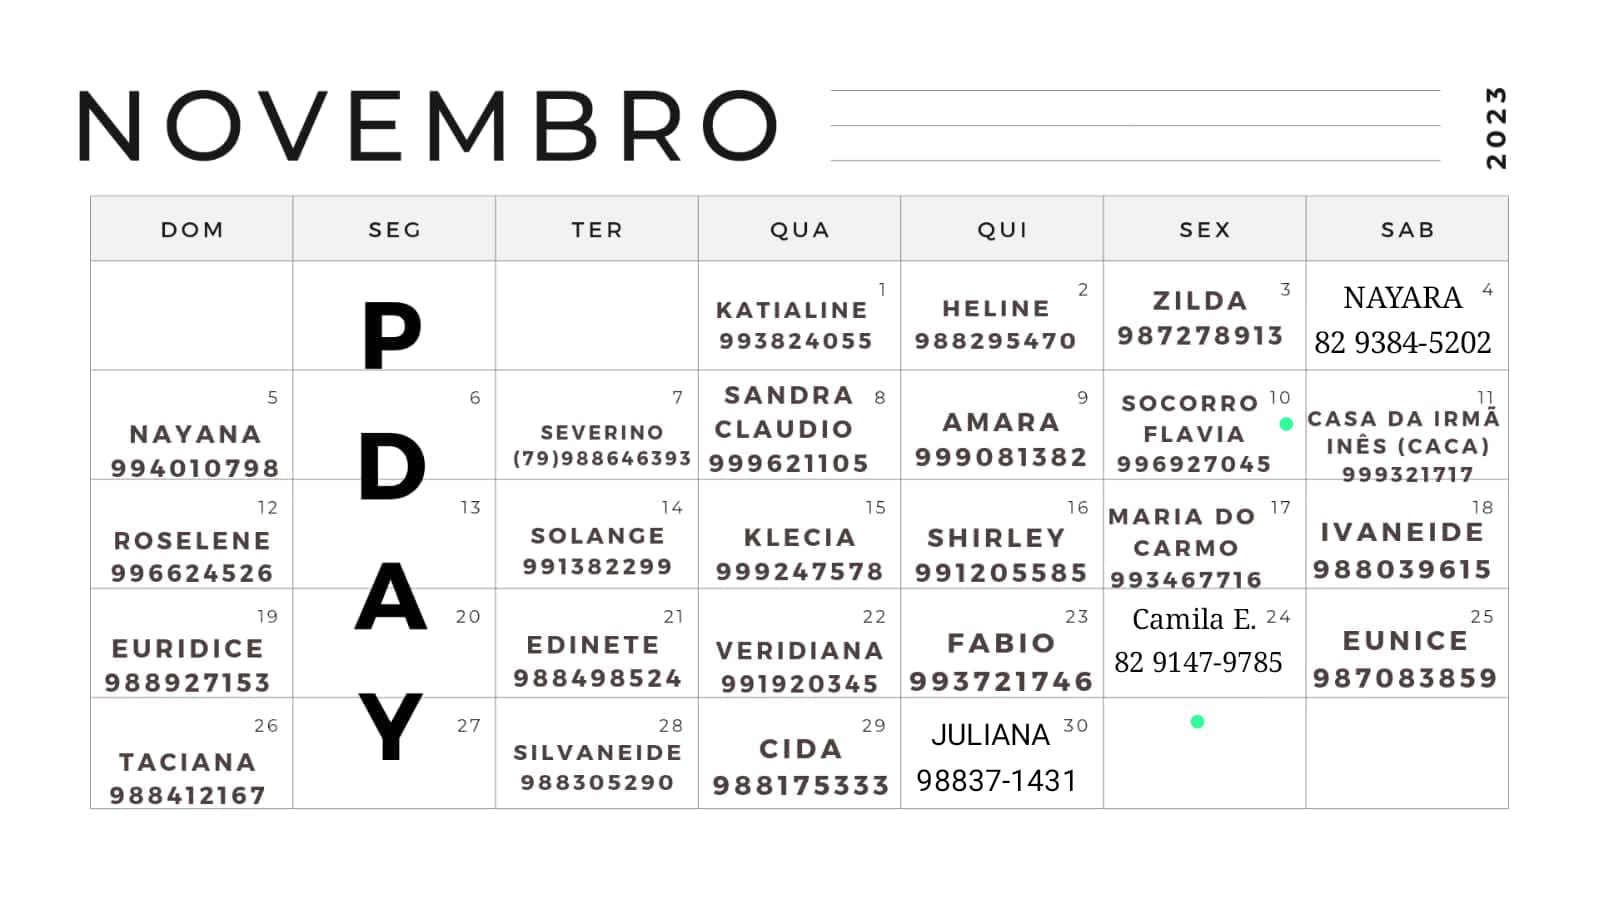 NOVEMBRO
2023
DOM SEG TER QUA QUI SEX SAB
1
KATIALINE
993824055
2
HELINE
988295470
3
ZILDA
987278913
4
NAYARA
82 9384-5202
5
NAYANA
994010798
6
7
SEVERINO
(79)988646393
8
SANDRA
CLAUDIO
999621105
9
AMARA
999081382
10
SOCORRO
FLAVIA
996927045
11
CASA DA IRMÃ
INÊS (CACA)
999321717
12
ROSELENE
996624526
13
14
SOLANGE
991382299
15
KLECIA
999247578
16
SHIRLEY
991205585
17
MARIA DO
CARMO
993467716
18
IVANEIDE
988039615
19
EURIDICE
988927153
20
21
EDINETE
988498524
22
VERIDIANA
991920345
23
FABIO
993721746
24
Camila E.
82 9147-9785
25
EUNICE
987083859
26
TACIANA
988412167
27
28
SILVANEIDE
988305290
29
CIDA
988175333
30
JULIANA
98837-1431
P
D
A
Y